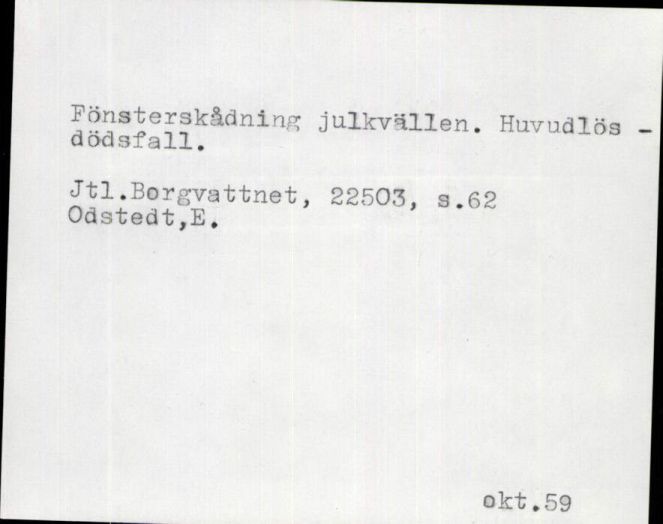 Fönsterskådning julkvällen. Huvudlös -
dödsfall.
Jtl.Borgvattnet, 22503, s.62
Odstedt,E.
okt.59